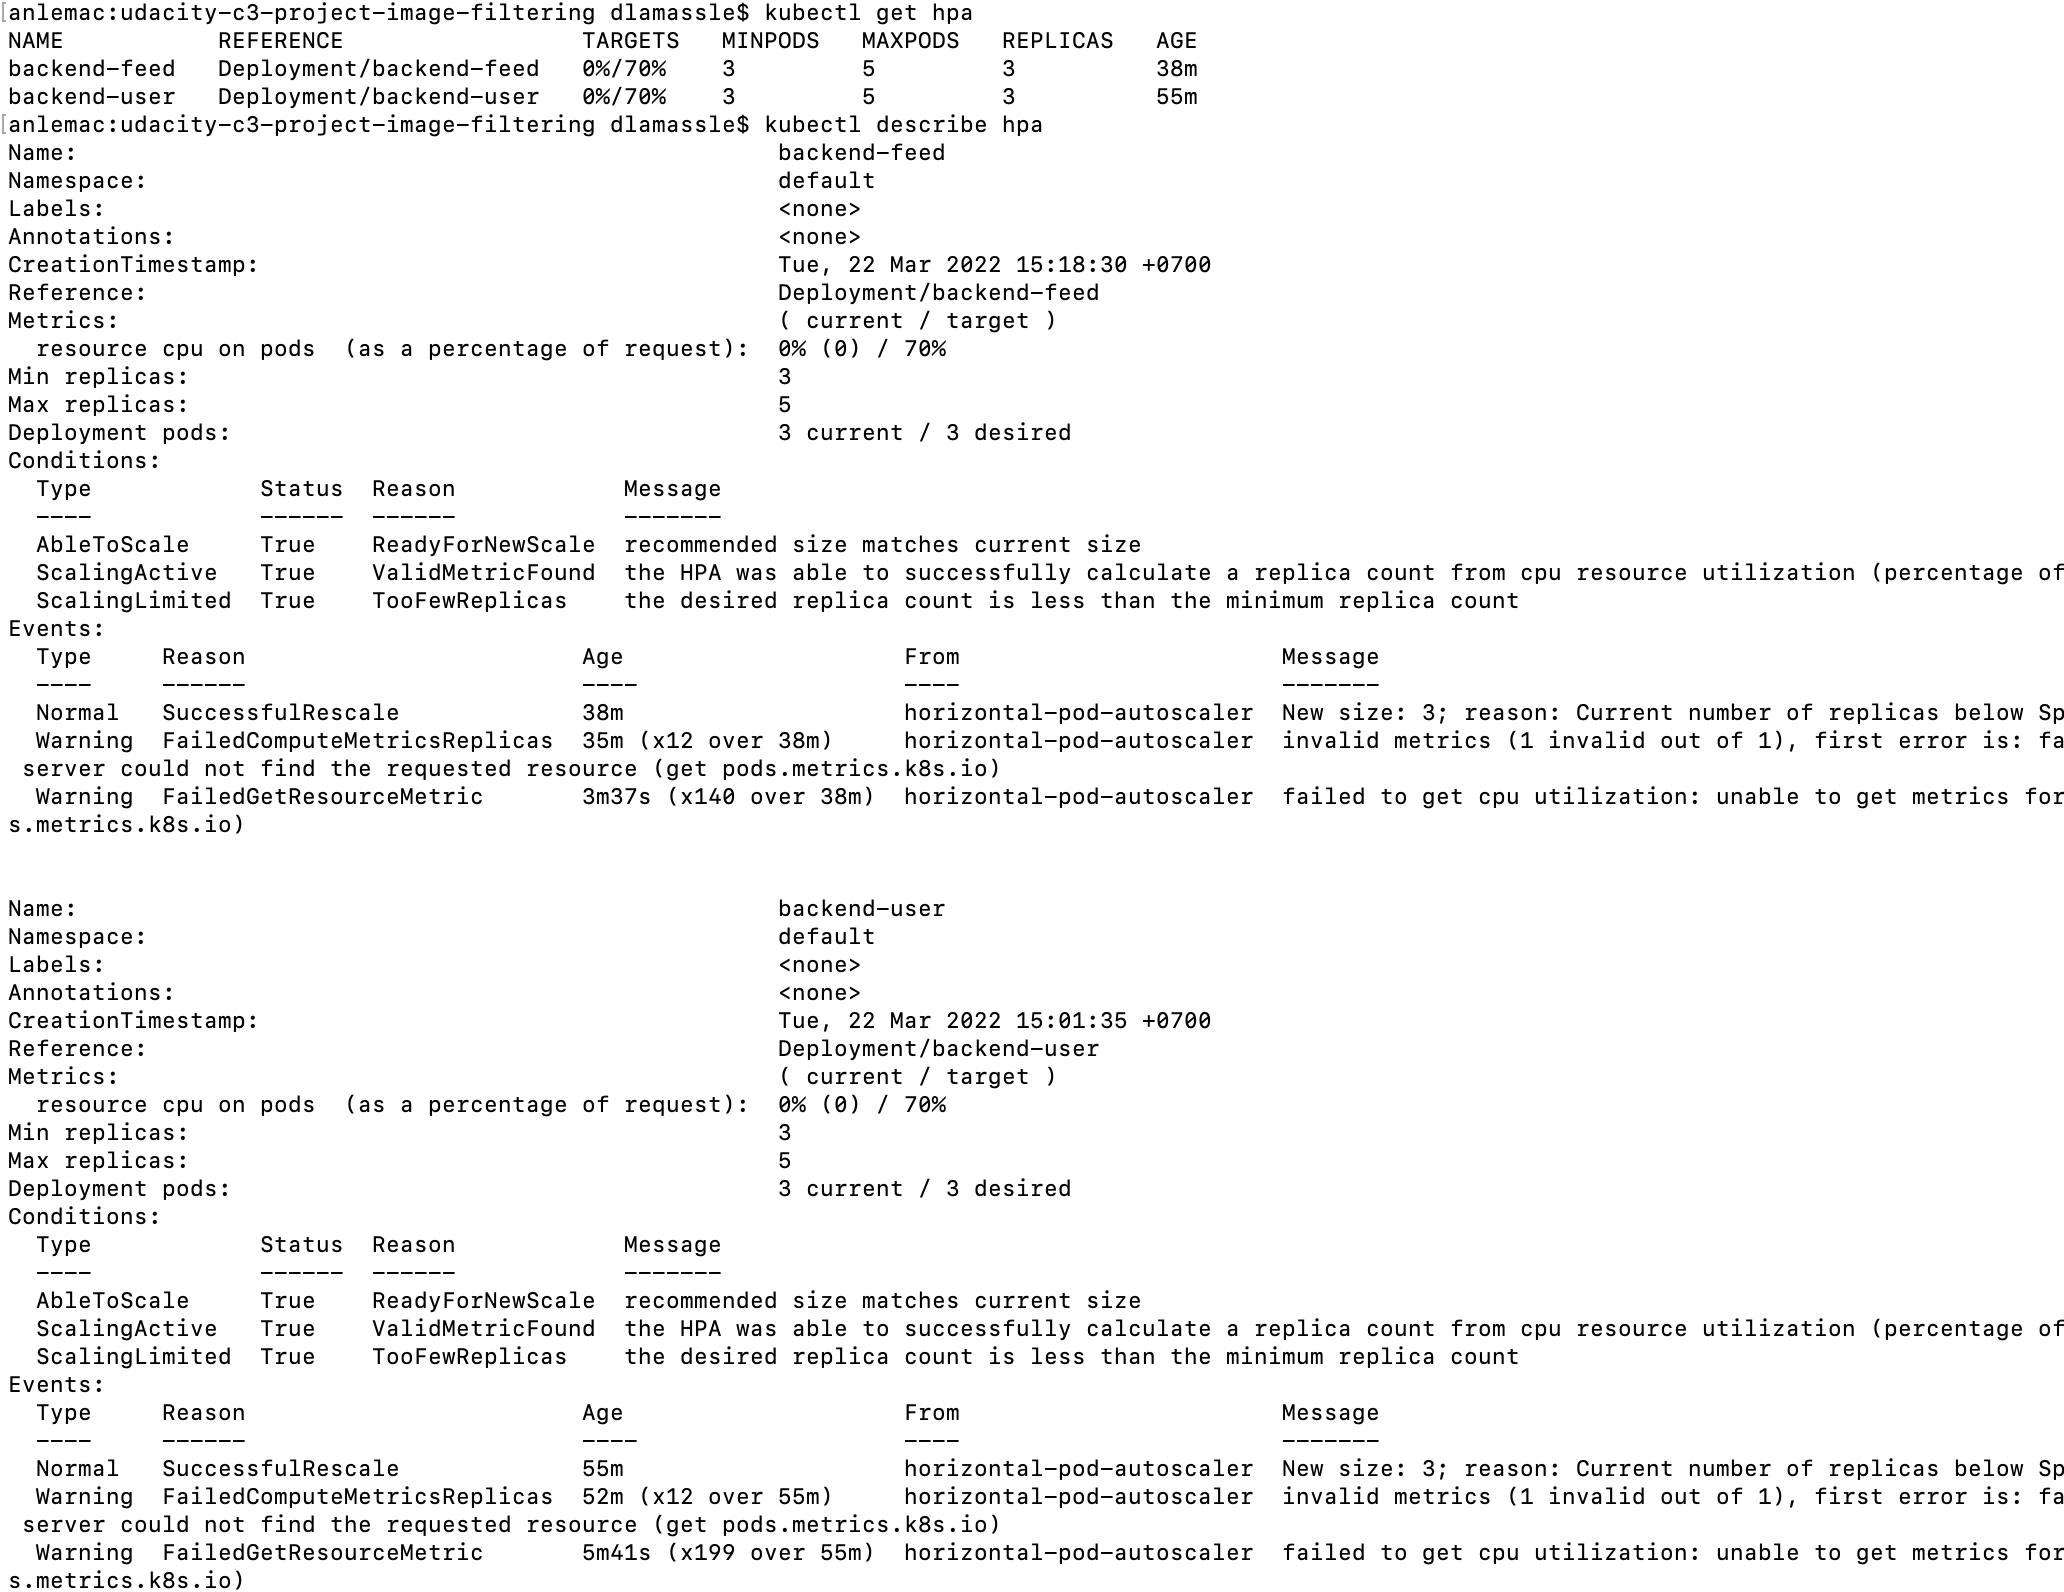 [anlemac:udacity-c3-project-image-filtering dlamassle$ kubectl get hpa
NAME           REFERENCE                 TARGETS   MINPODS   MAXPODS   REPLICAS   AGE
backend-feed   Deployment/backend-feed   0%/70%    3         5         3          38m
backend-user   Deployment/backend-user   0%/70%    3         5         3          55m
[anlemac:udacity-c3-project-image-filtering dlamassle$ kubectl describe hpa
Name:                                                  backend-feed
Namespace:                                             default
Labels:                                                <none>
Annotations:                                           <none>
CreationTimestamp:                                     Tue, 22 Mar 2022 15:18:30 +0700
Reference:                                             Deployment/backend-feed
Metrics:                                               ( current / target )
  resource cpu on pods  (as a percentage of request):  0% (0) / 70%
Min replicas:                                          3
Max replicas:                                          5
Deployment pods:                                       3 current / 3 desired
Conditions:
  Type            Status  Reason            Message
  ----            ------  ------            -------
  AbleToScale     True    ReadyForNewScale  recommended size matches current size
  ScalingActive   True    ValidMetricFound  the HPA was able to successfully calculate a replica count from cpu resource utilization (percentage of
  ScalingLimited  True    TooFewReplicas    the desired replica count is less than the minimum replica count
Events:
  Type     Reason                        Age                    From                       Message
  ----     ------                        ----                   ----                       -------
  Normal   SuccessfulRescale             38m                    horizontal-pod-autoscaler  New size: 3; reason: Current number of replicas below Sp
  Warning  FailedComputeMetricsReplicas  35m (x12 over 38m)     horizontal-pod-autoscaler  invalid metrics (1 invalid out of 1), first error is: fa
 server could not find the requested resource (get pods.metrics.k8s.io)
  Warning  FailedGetResourceMetric       3m37s (x140 over 38m)  horizontal-pod-autoscaler  failed to get cpu utilization: unable to get metrics for
s.metrics.k8s.io)
Name:                                                  backend-user
Namespace:                                             default
Labels:                                                <none>
Annotations:                                           <none>
CreationTimestamp:                                     Tue, 22 Mar 2022 15:01:35 +0700
Reference:                                             Deployment/backend-user
Metrics:                                               ( current / target )
  resource cpu on pods  (as a percentage of request):  0% (0) / 70%
Min replicas:                                          3
Max replicas:                                          5
Deployment pods:                                       3 current / 3 desired
Conditions:
  Type            Status  Reason            Message
  ----            ------  ------            -------
  AbleToScale     True    ReadyForNewScale  recommended size matches current size
  ScalingActive   True    ValidMetricFound  the HPA was able to successfully calculate a replica count from cpu resource utilization (percentage of
  ScalingLimited  True    TooFewReplicas    the desired replica count is less than the minimum replica count
Events:
  Type     Reason                        Age                    From                       Message
  ----     ------                        ----                   ----                       -------
  Normal   SuccessfulRescale             55m                    horizontal-pod-autoscaler  New size: 3; reason: Current number of replicas below Sp
  Warning  FailedComputeMetricsReplicas  52m (x12 over 55m)     horizontal-pod-autoscaler  invalid metrics (1 invalid out of 1), first error is: fa
 server could not find the requested resource (get pods.metrics.k8s.io)
  Warning  FailedGetResourceMetric       5m41s (x199 over 55m)  horizontal-pod-autoscaler  failed to get cpu utilization: unable to get metrics for
s.metrics.k8s.io)